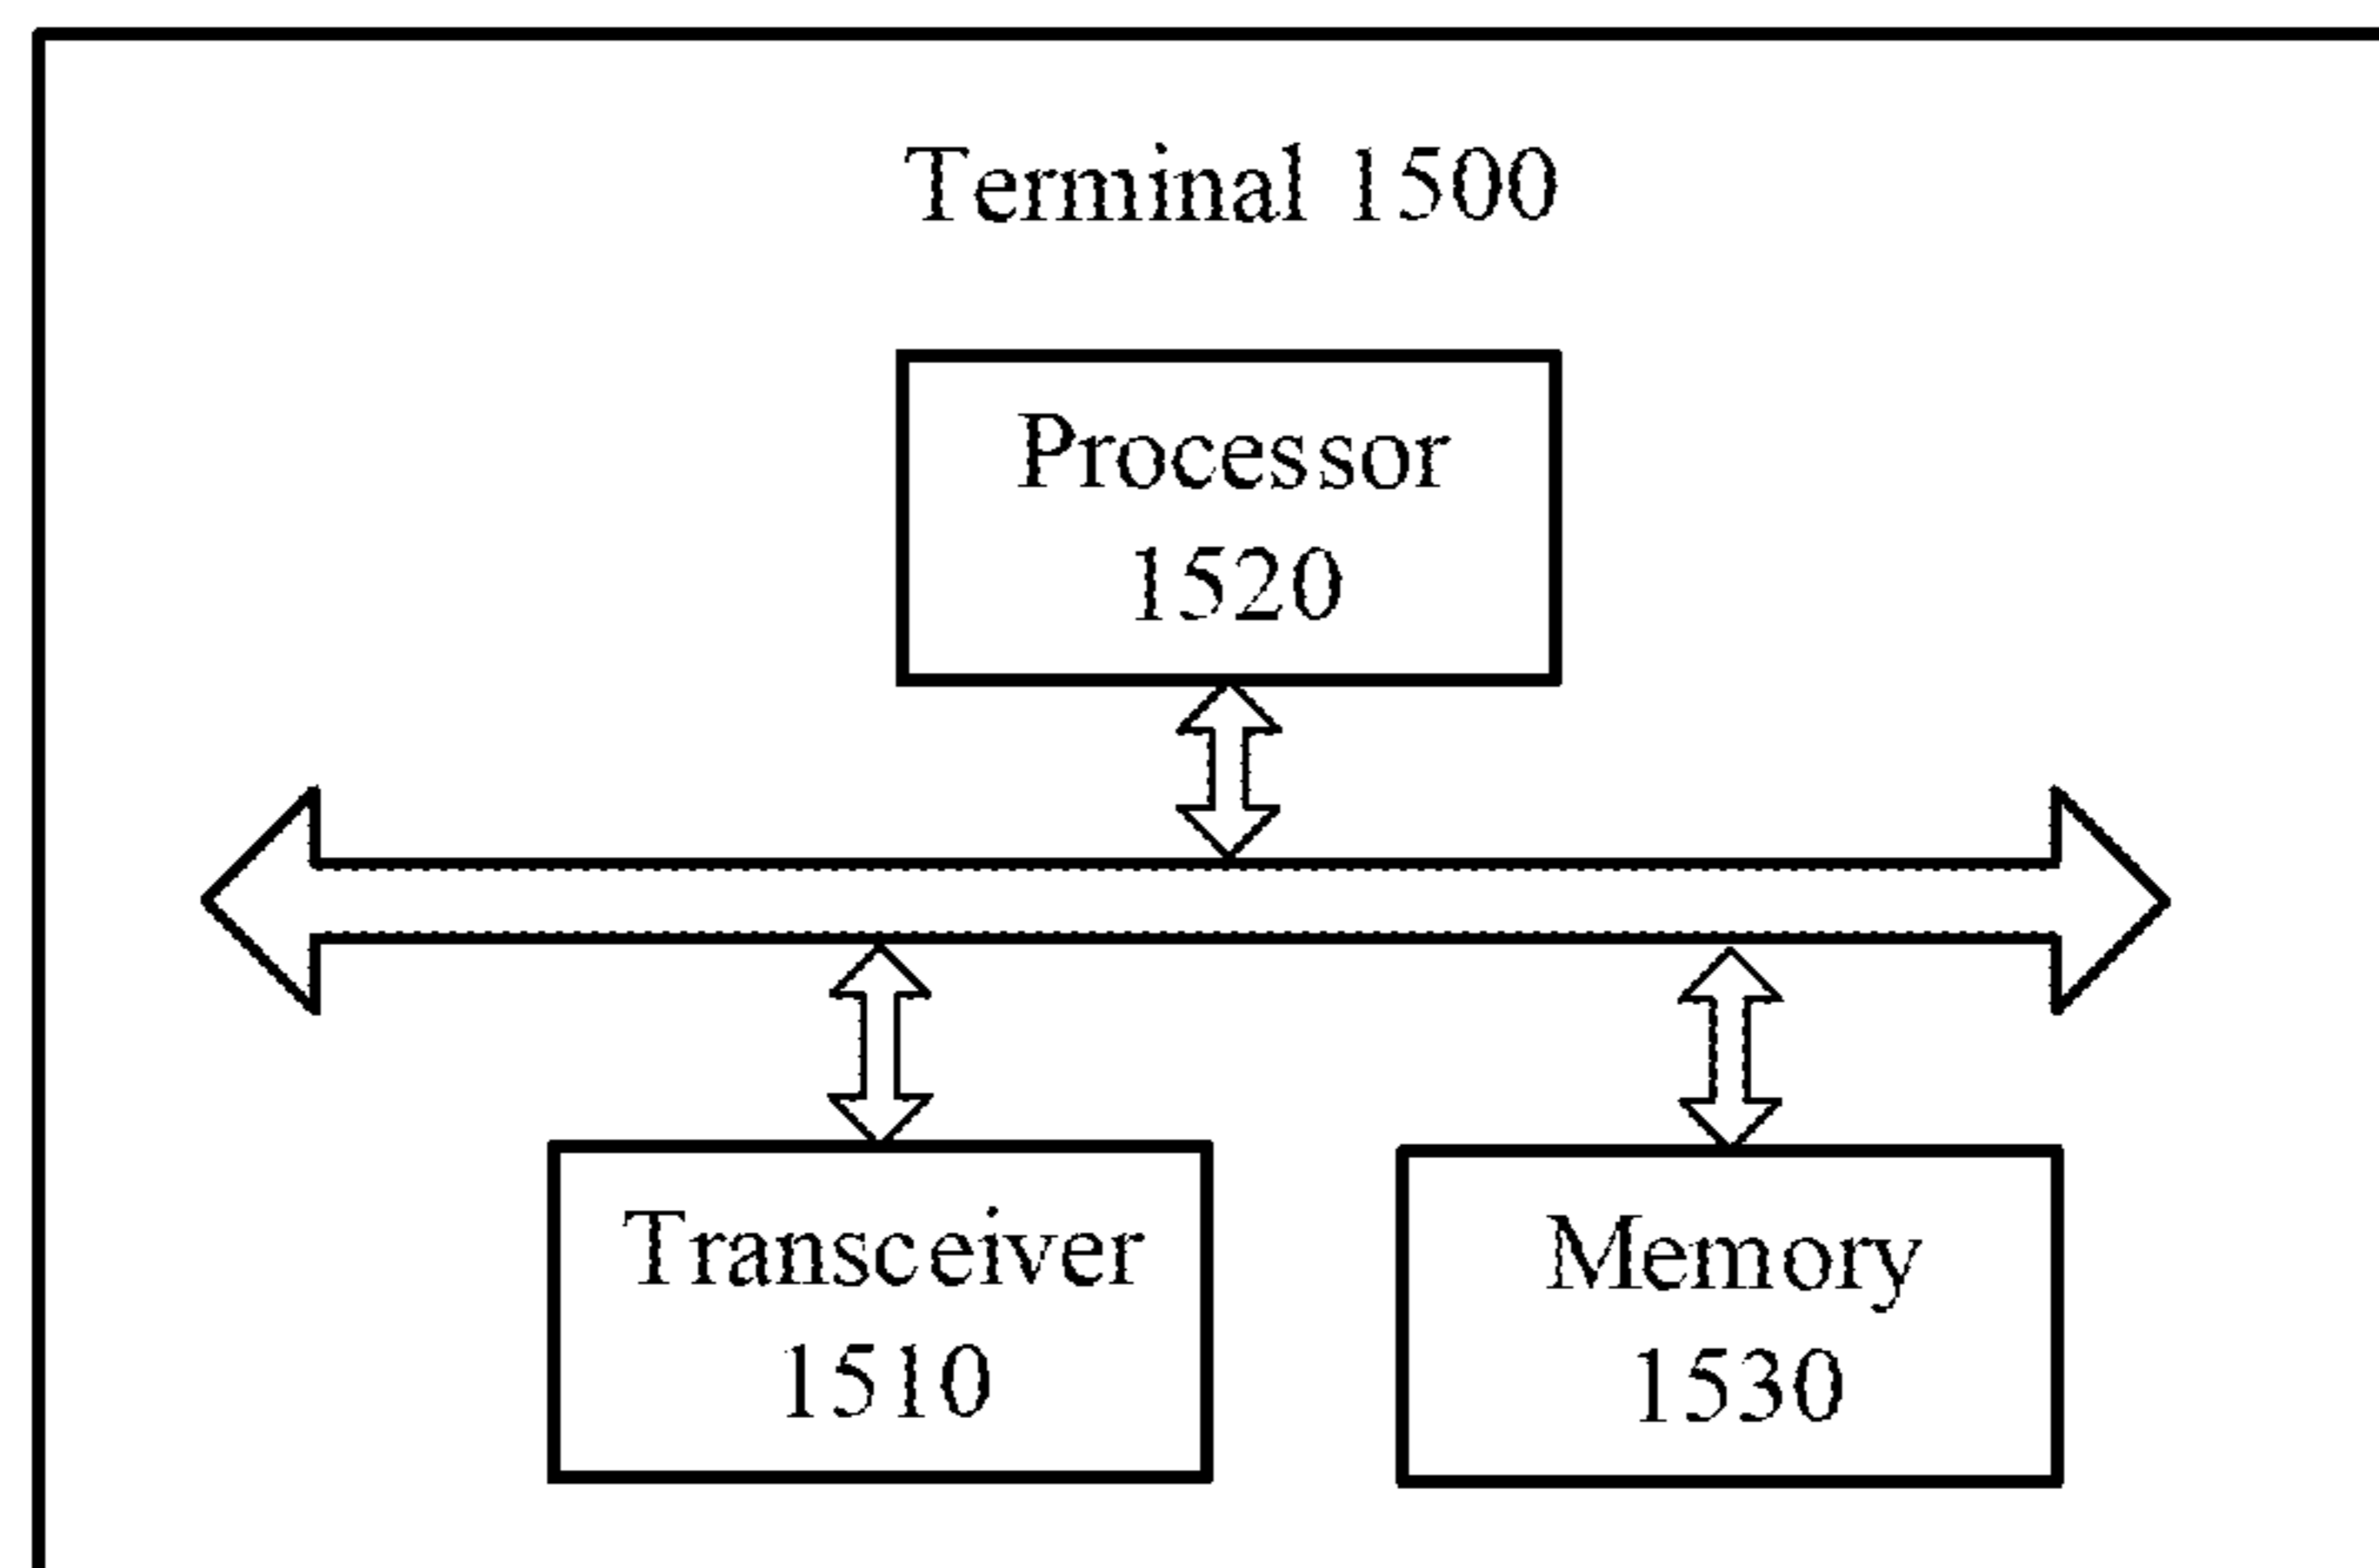 Terminal 1500
Processor
1520
Transceiver
1510
Memory
1530